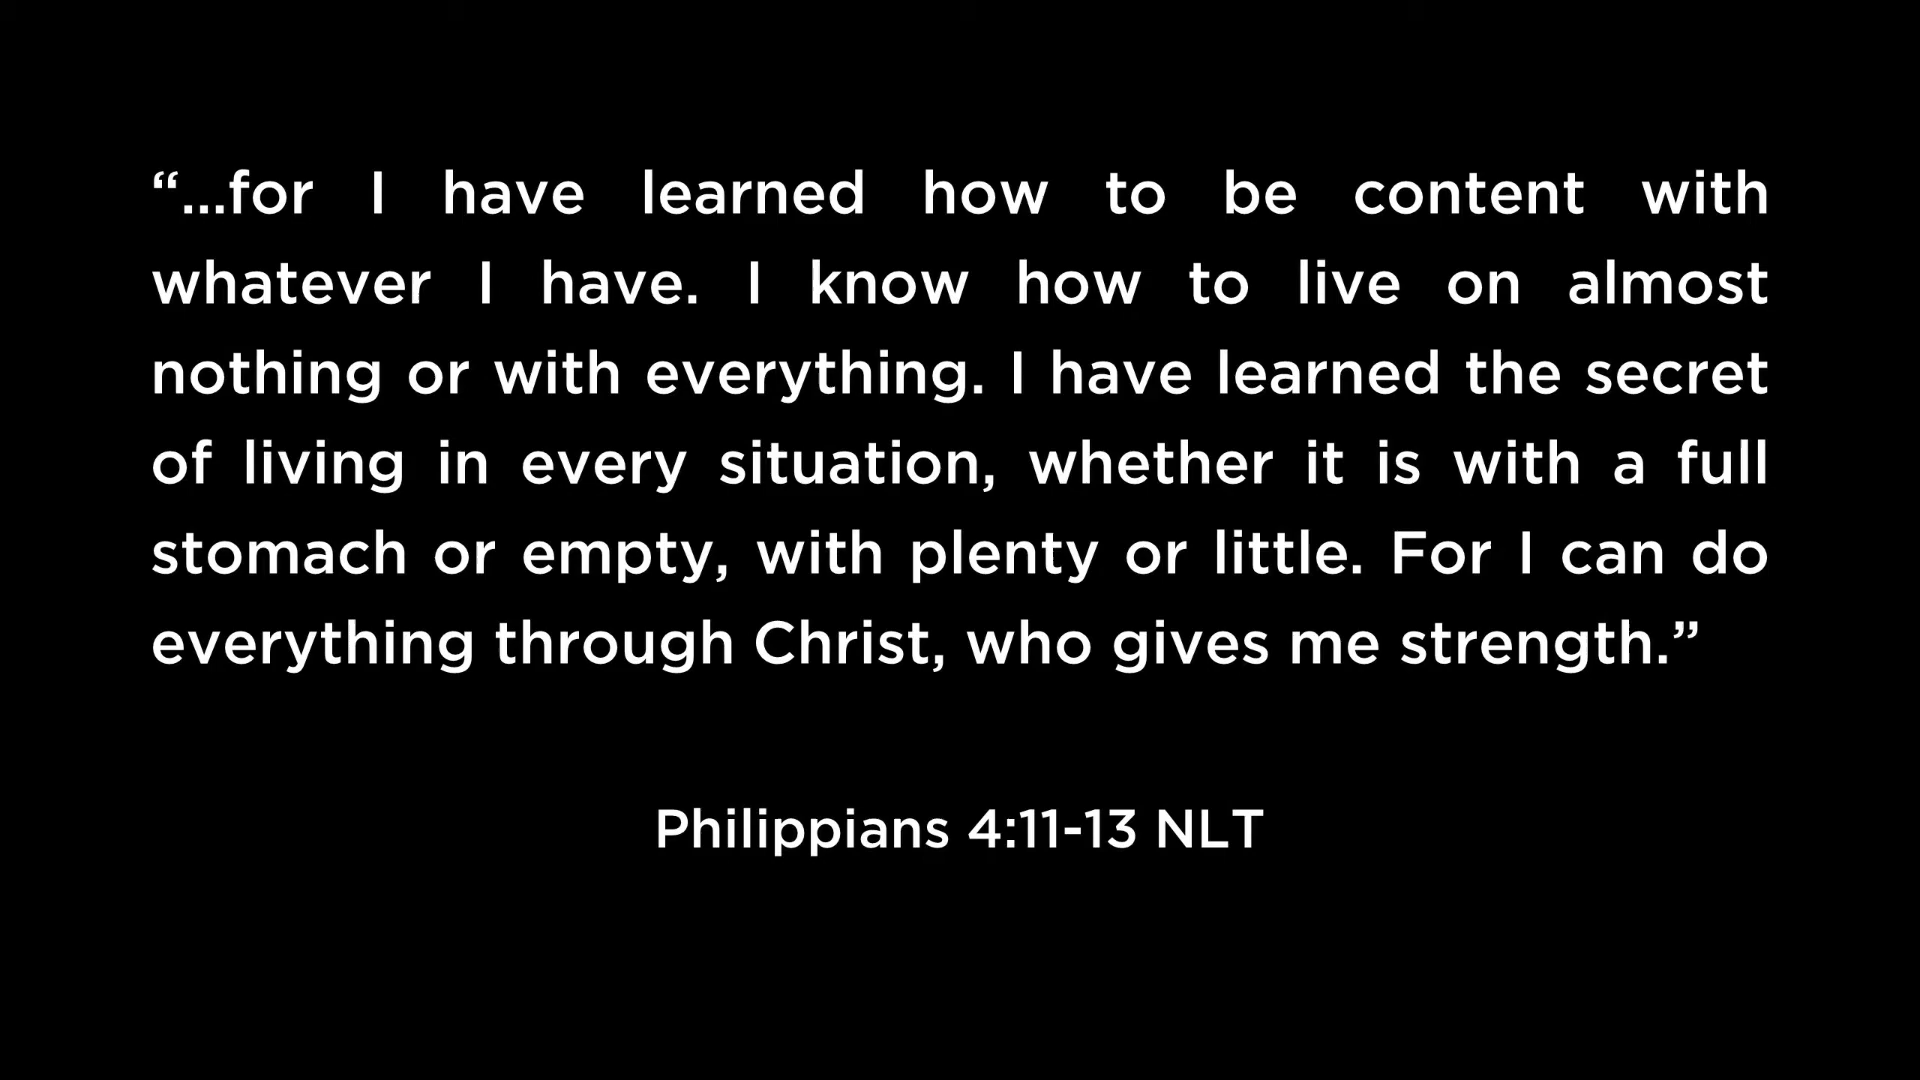 “...for I have learned how to be content with
whatever I have. I know how to live on almost
nothing or with everything. I have learned the secret
of living in every situation, whether it is with a full
stomach or empty, with plenty or little. For I can do
everything through Christ, who gives me strength.”
Philippians 4:11-13 NLT